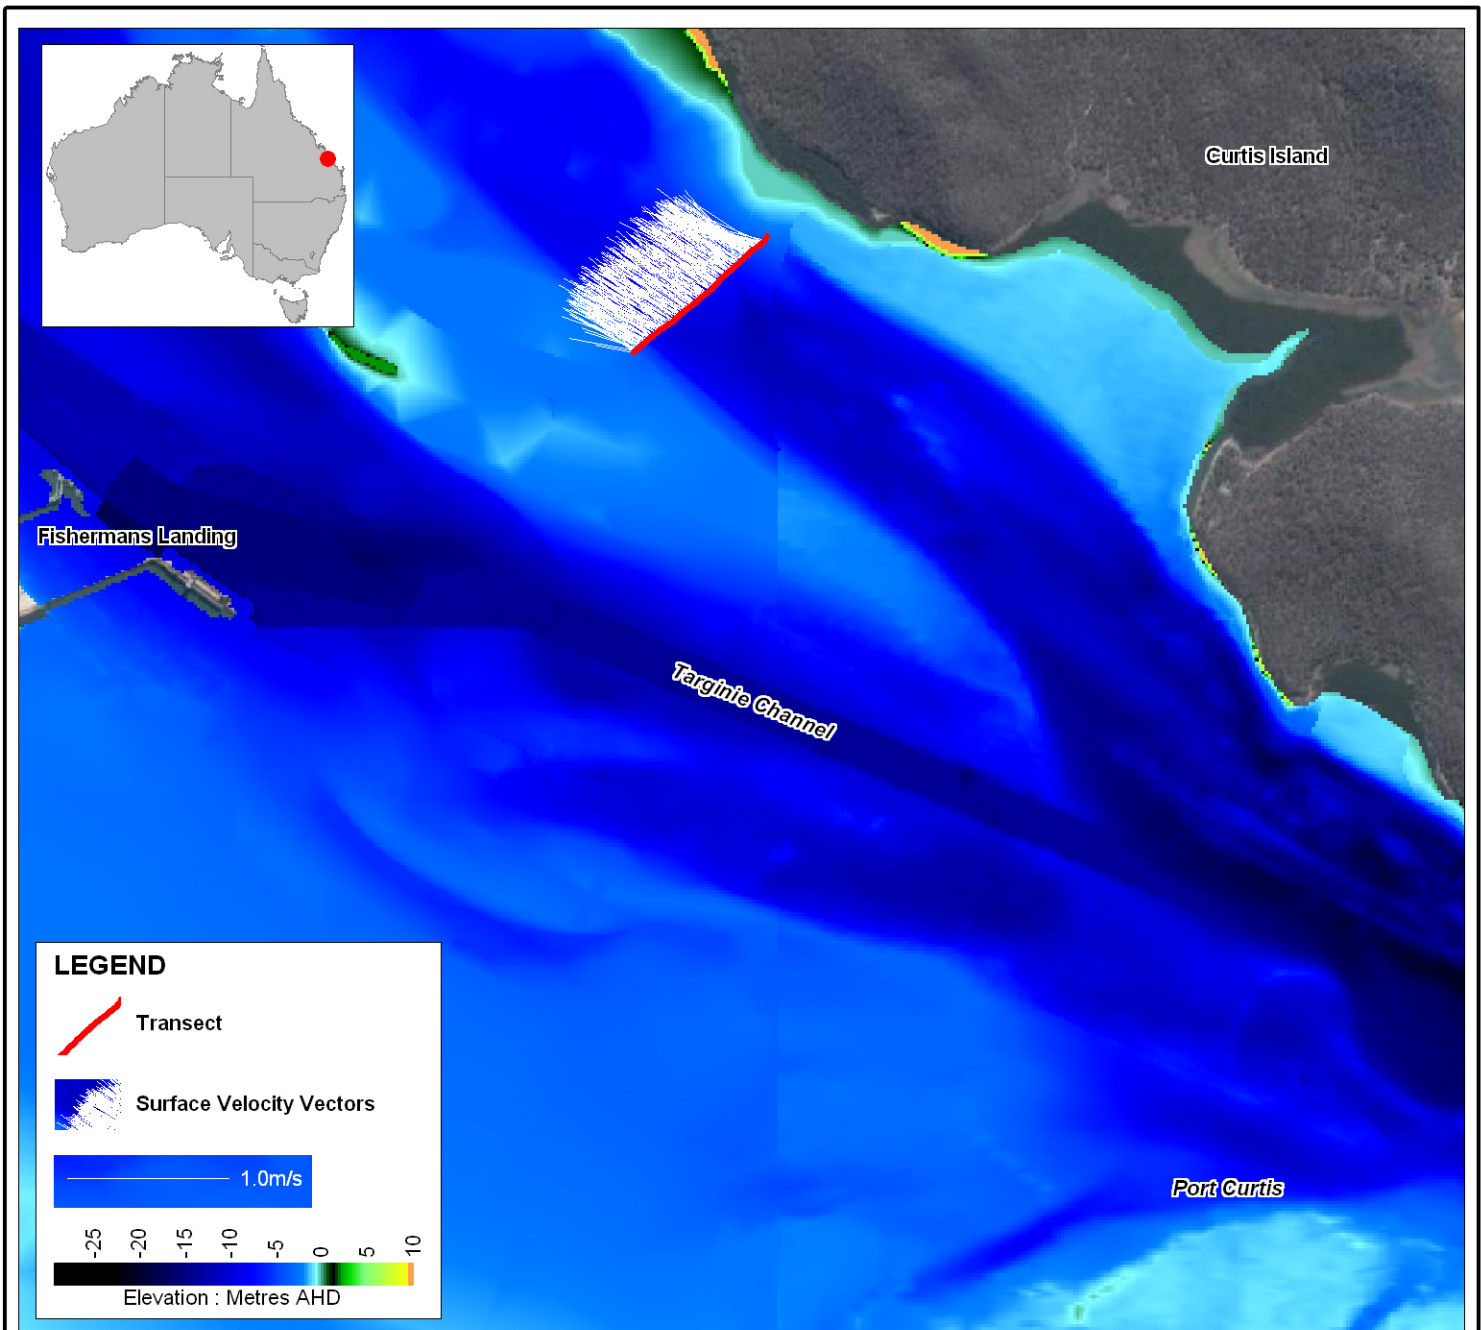 Curtis Island
Fishermans Landing
Targinie Channel
LEGEND
Transect
Surface Velocity Vectors
1.0m/s
-25 -20 -15 -10 -5 0 5 10
Elevation : Metres AHD
Port Curtis